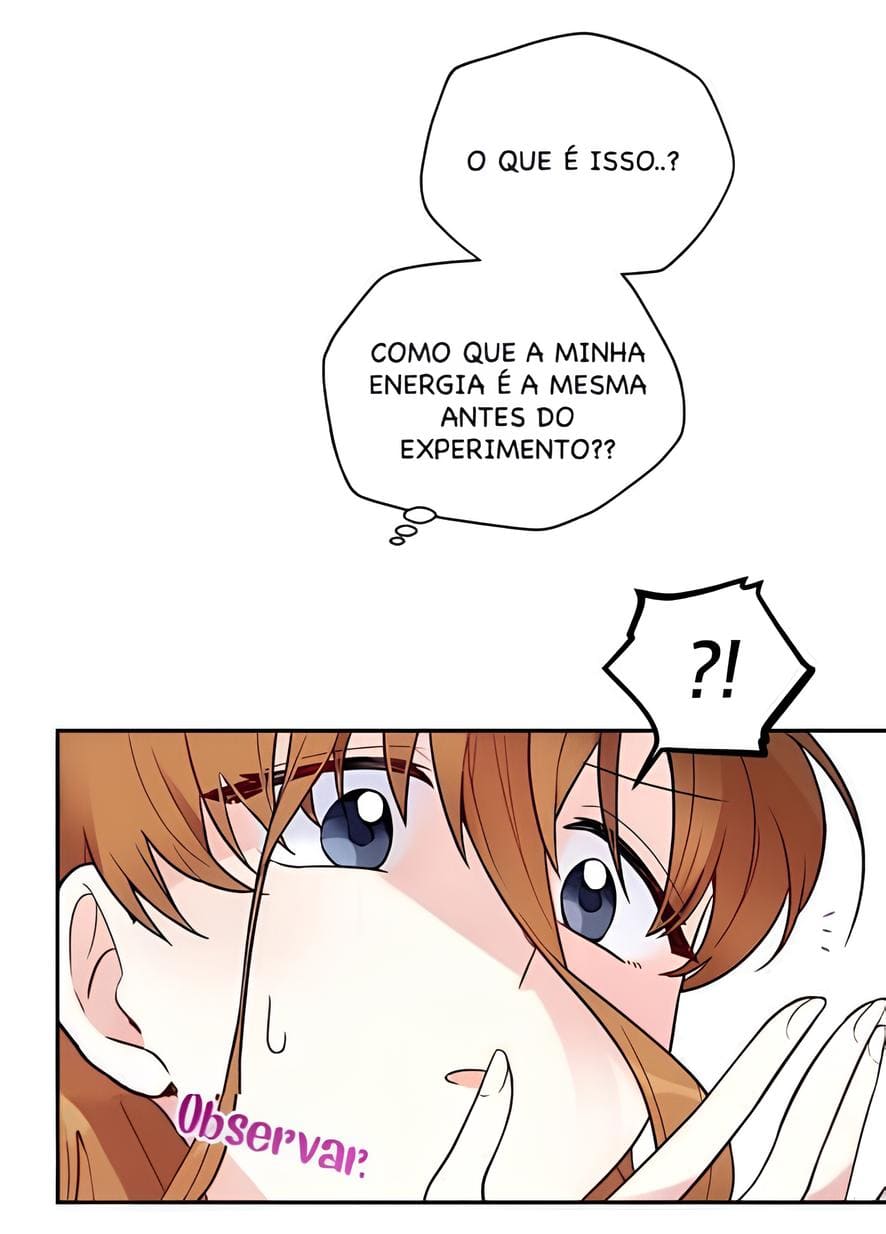 O QUE É ISSO..?
COMO QUE A MINHA
ENERGIA É A MESMA
ANTES DO
EXPERIMENTO??
?!
Observar.